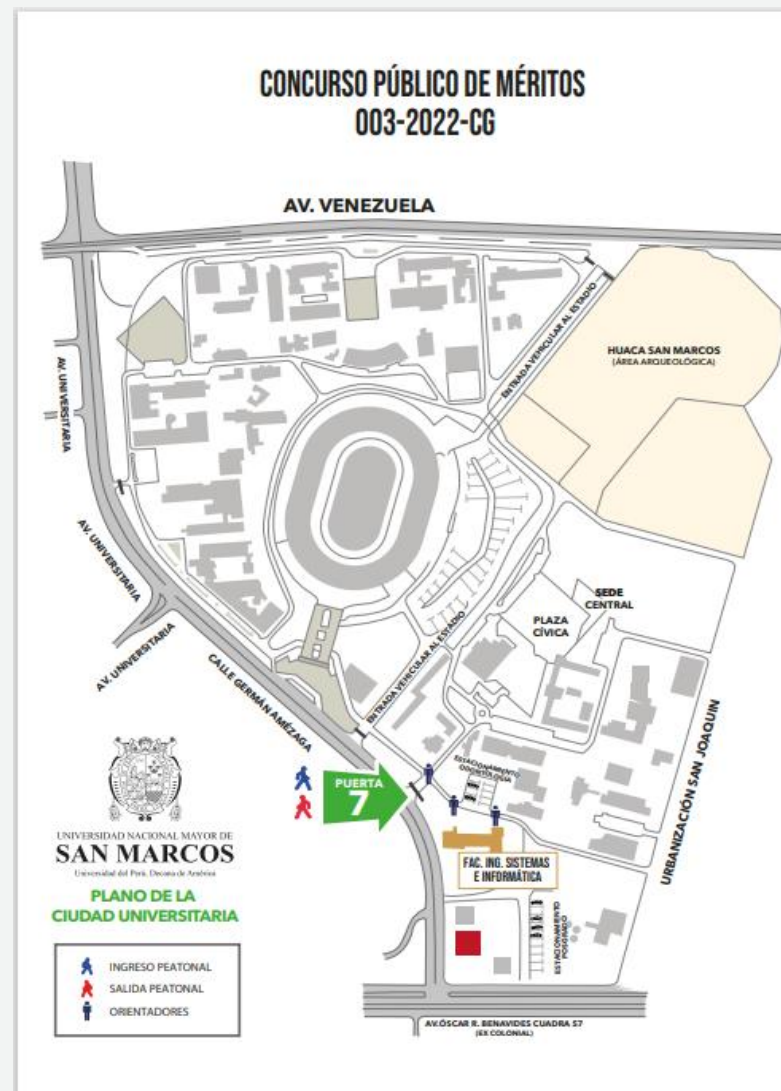 CONCURSO PÚBLICO DE MÉRITOS
003-2022-CG
AV. VENEZUELA
ENTRADA VEHICULAR AL ESTADIO
HUACA SAN MARCOS
(ÁREA ARQUEOLÓGICA)
AV. UNIVERSITARIA
AV. UNIVERSITARIA
AV. UNIVERSITARIA
SEDE
CENTRAL
PLAZA
CÍVICA
ENTRADA VEHICULAR AL ESTADIO
CALLE GERMÁN AMÉZAGA
URBANIZACIÓN SAN JOAQUIN
ESTACIONAMIENTO
ODONTOLOGIA
PUERTA
7
UNIVERSIDAD NACIONAL MAYOR DE
SAN MARCOS
Universidad del Perú. Decana de América
PLANO DE LA
CIUDAD UNIVERSITARIA
FAC. ING. SISTEMAS
E INFORMÁTICA
ESTACIONAMIENTO
POSGRADO
INGRESO PEATONAL
SALIDA PEATONAL
ORIENTADORES
AV.ÓSCAR R. BENAVIDES CUADRA 57
(EX COLONIAL)